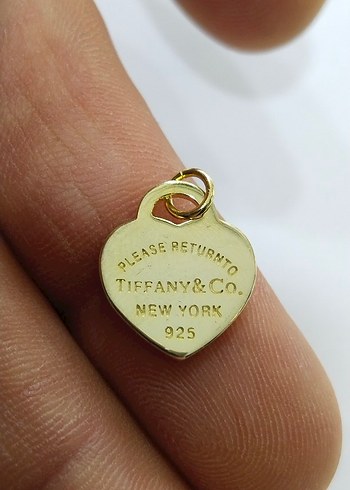 PLEASE RETURNTO
TIFFANY&Co.
NEW YORK
925